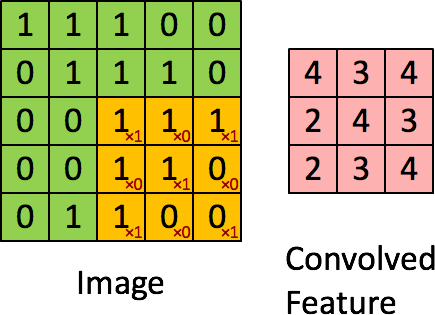 1 1 1 0 0
0 1 1 1 0
0 0 1×1 1×0 1×1
0 0 1×0 1×1 0×0
0 1 1×1 0×0 0×1
Image
4 3 4
2 4 3
2 3 4
Convolved
Feature